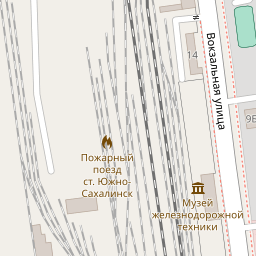 Вокзальная улица
14
9Б
Пожарный
поезд
ст. Южно-
Сахалинск
Музей
железнодорожной
техники